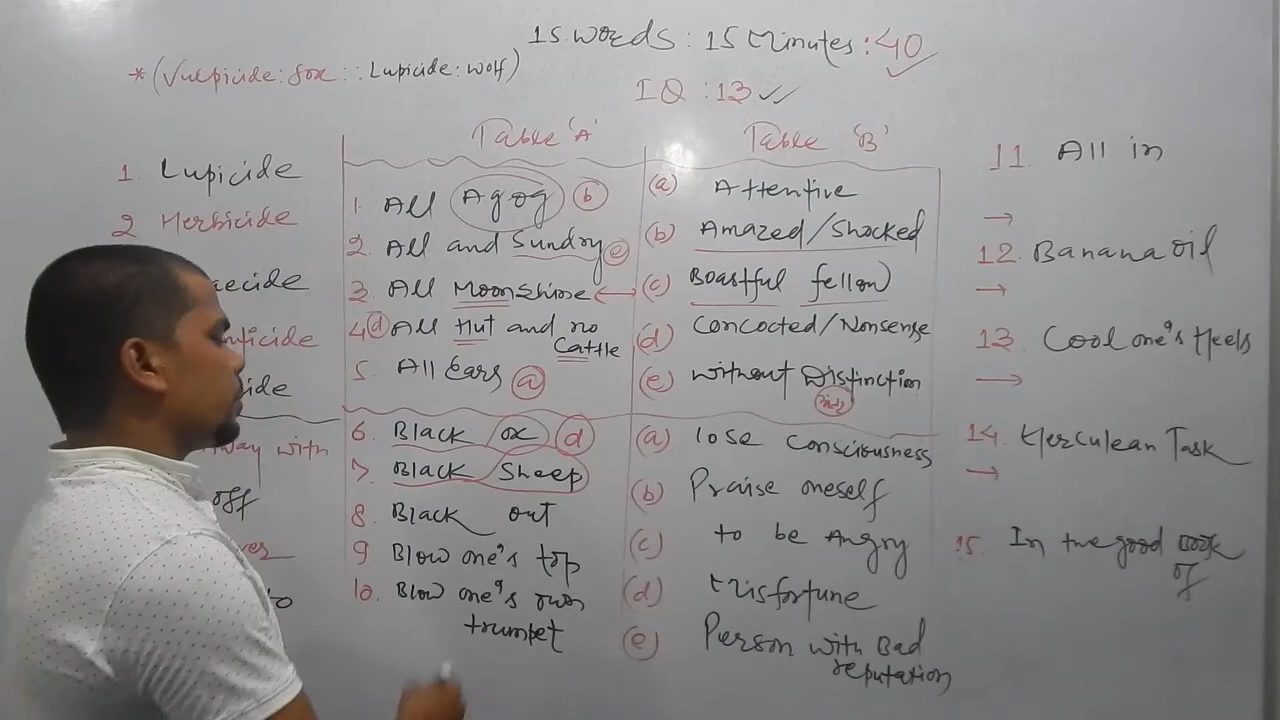 15 words : 15 Minutes : 40
*(Vulpicide : fox :: Lupicide : wolf)
IQ : 13
Table 'A'
Table 'B'
1. Lupicide
2 Herbicide
ecide
ficide
ide
way with
off
ver
to
1. All Agog (b)
2. All and Sundry (e)
3. All Moonshine
4. (d) All Hut and no
Cattle
5. All Ears (a)
6. Black ox (d)
7. Black Sheep
8. Black out
9 Blow one's top
10. Blow one's own
trumpet
(a) Attentive
(b) Amazed/Shocked
(c) Boastful fellow
(d) Concocted/Nonsense
(e) without Distinction
(a) lose consciousness
(b) Praise oneself
(c) to be Angry
(d) Misfortune
(e) Person with Bad
reputation
11. All in
→
12. Banana oil
→
13. Cool one's Heels
→
14. Herculean Task
→
15. In the good book
of